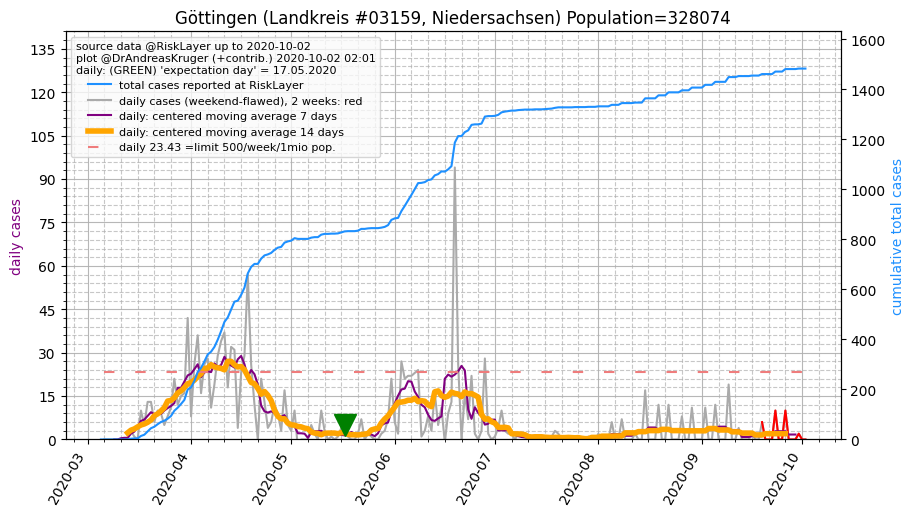 Göttingen (Landkreis #03159, Niedersachsen) Population=328074
source data @RiskLayer up to 2020-10-02
plot @DrAndreasKruger (+contrib.) 2020-10-02 02:01
daily: (GREEN) 'expectation day' = 17.05.2020
total cases reported at RiskLayer
daily cases (weekend-flawed), 2 weeks: red
daily: centered moving average 7 days
daily: centered moving average 14 days
daily 23.43 =limit 500/week/1mio pop.
daily cases
135
120
105
90
75
60
45
30
15
0
cumulative total cases
1600
1400
1200
1000
800
600
400
200
0
2020-03
2020-04
2020-05
2020-06
2020-07
2020-08
2020-09
2020-10